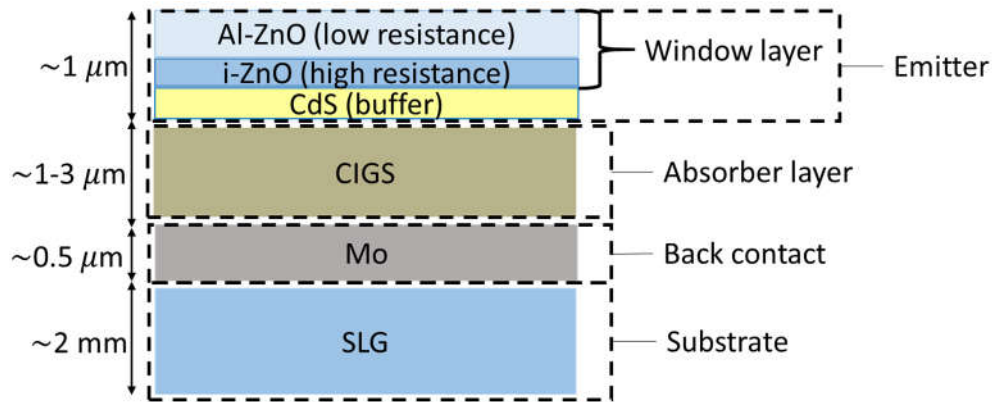 Al-ZnO (low resistance)
i-ZnO (high resistance)
CdS (buffer)
Window layer
Emitter
~1 𝜇m
CIGS
Absorber layer
~1-3 𝜇m
Mo
Back contact
~0.5 𝜇m
SLG
Substrate
~2 mm